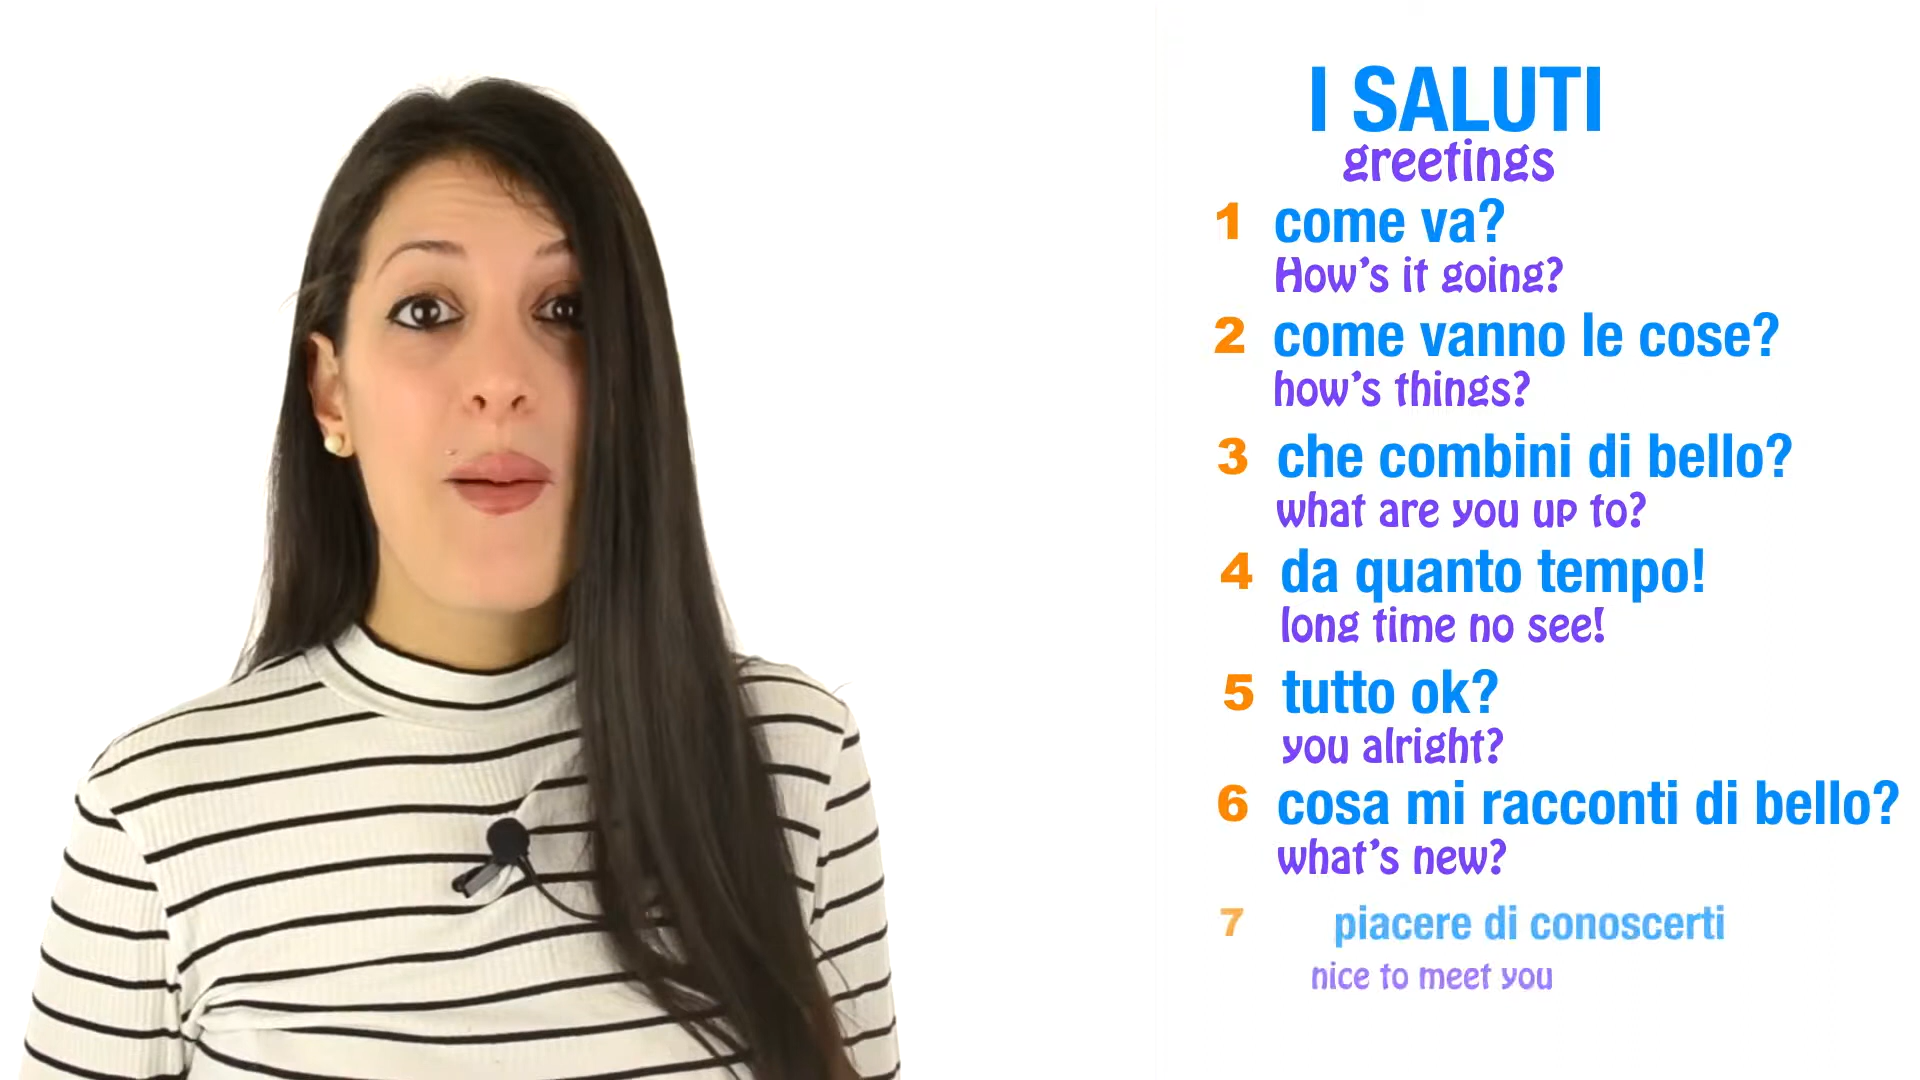 I SALUTI
greetings
1 come va?
How's it going?
2 come vanno le cose?
how's things?
3 che combini di bello?
what are you up to?
4 da quanto tempo!
long time no see!
5 tutto ok?
you alright?
6 cosa mi racconti di bello?
what's new?
7 piacere di conoscerti
nice to meet you